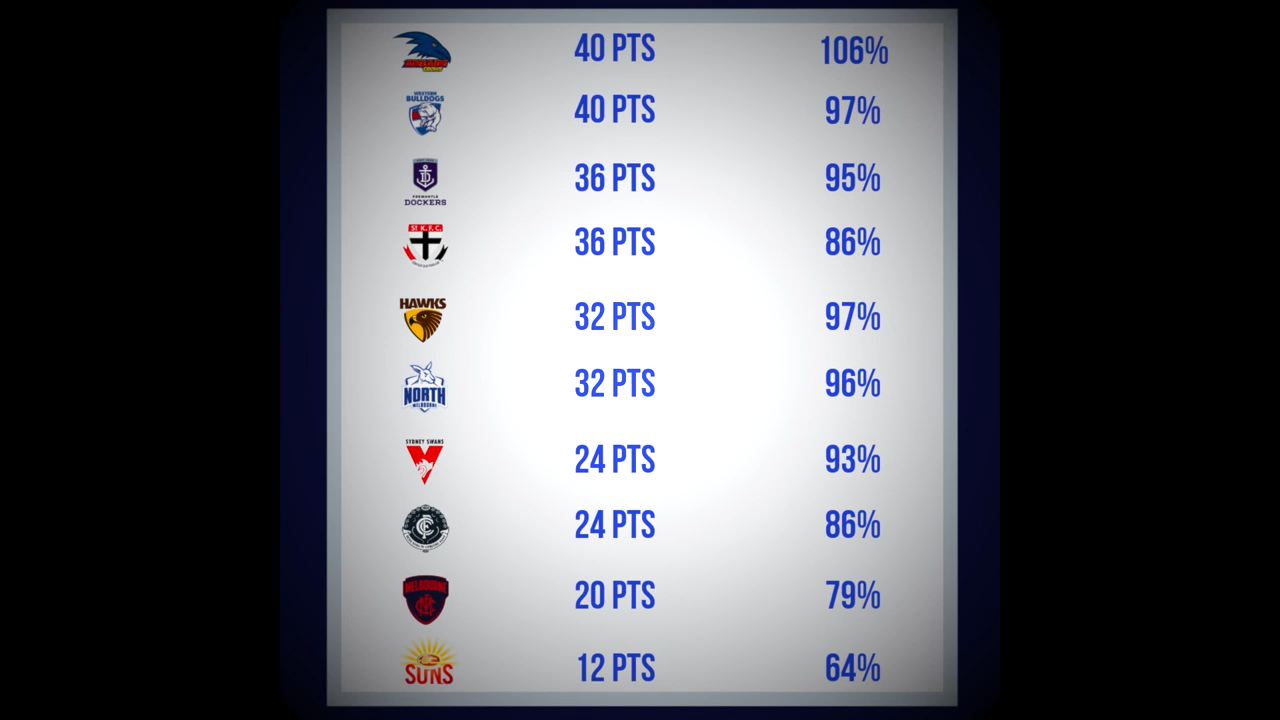 40 PTS 106%
WESTERN BULLDOGS 40 PTS 97%
DOCKERS 36 PTS 95%
ST K.F.C. 36 PTS 86%
HAWKS 32 PTS 97%
NORTH MELBOURNE 32 PTS 96%
SYDNEY SWANS 24 PTS 93%
CFC 24 PTS 86%
MELBOURNE 20 PTS 79%
SUNS 12 PTS 64%